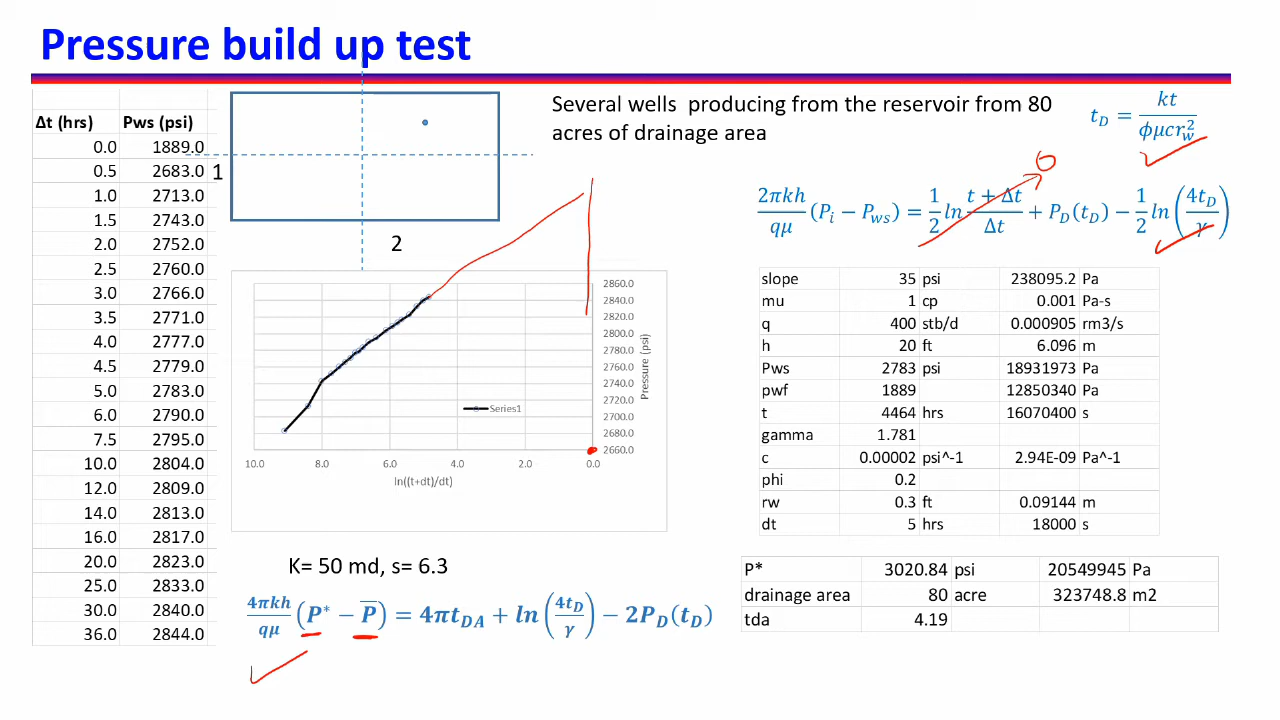 Pressure build up test
Δt (hrs) Pws (psi)
0.0 1889.0
0.5 2683.0
1.0 2713.0
1.5 2743.0
2.0 2752.0
2.5 2760.0
3.0 2766.0
3.5 2771.0
4.0 2777.0
4.5 2779.0
5.0 2783.0
6.0 2790.0
7.5 2795.0
10.0 2804.0
12.0 2809.0
14.0 2813.0
16.0 2817.0
20.0 2823.0
25.0 2833.0
30.0 2840.0
36.0 2844.0
1
2
Several wells producing from the reservoir from 80
acres of drainage area
t_D = kt / ϕμcr_w^2
0
2πkh/qμ (P_i − P_ws) = 1/2 ln (t + Δt)/Δt + P_D(t_D) − 1/2 ln (4t_D/γ)
2860.0
2840.0
2820.0
2800.0
2780.0
2760.0
2740.0
2720.0
2700.0
2680.0
2660.0
Pressure (psi)
Series1
10.0 8.0 6.0 4.0 2.0 0.0
ln((t+dt)/dt)
slope 35 psi 238095.2 Pa
mu 1 cp 0.001 Pa-s
q 400 stb/d 0.000905 rm3/s
h 20 ft 6.096 m
Pws 2783 psi 18931973 Pa
pwf 1889 12850340 Pa
t 4464 hrs 16070400 s
gamma 1.781
c 0.00002 psi^-1 2.94E-09 Pa^-1
phi 0.2
rw 0.3 ft 0.09144 m
dt 5 hrs 18000 s
K= 50 md, s= 6.3
4πkh/qμ (P* − P̅) = 4πt_DA + ln (4t_D/γ) − 2P_D(t_D)
P* 3020.84 psi 20549945 Pa
drainage area 80 acre 323748.8 m2
tda 4.19